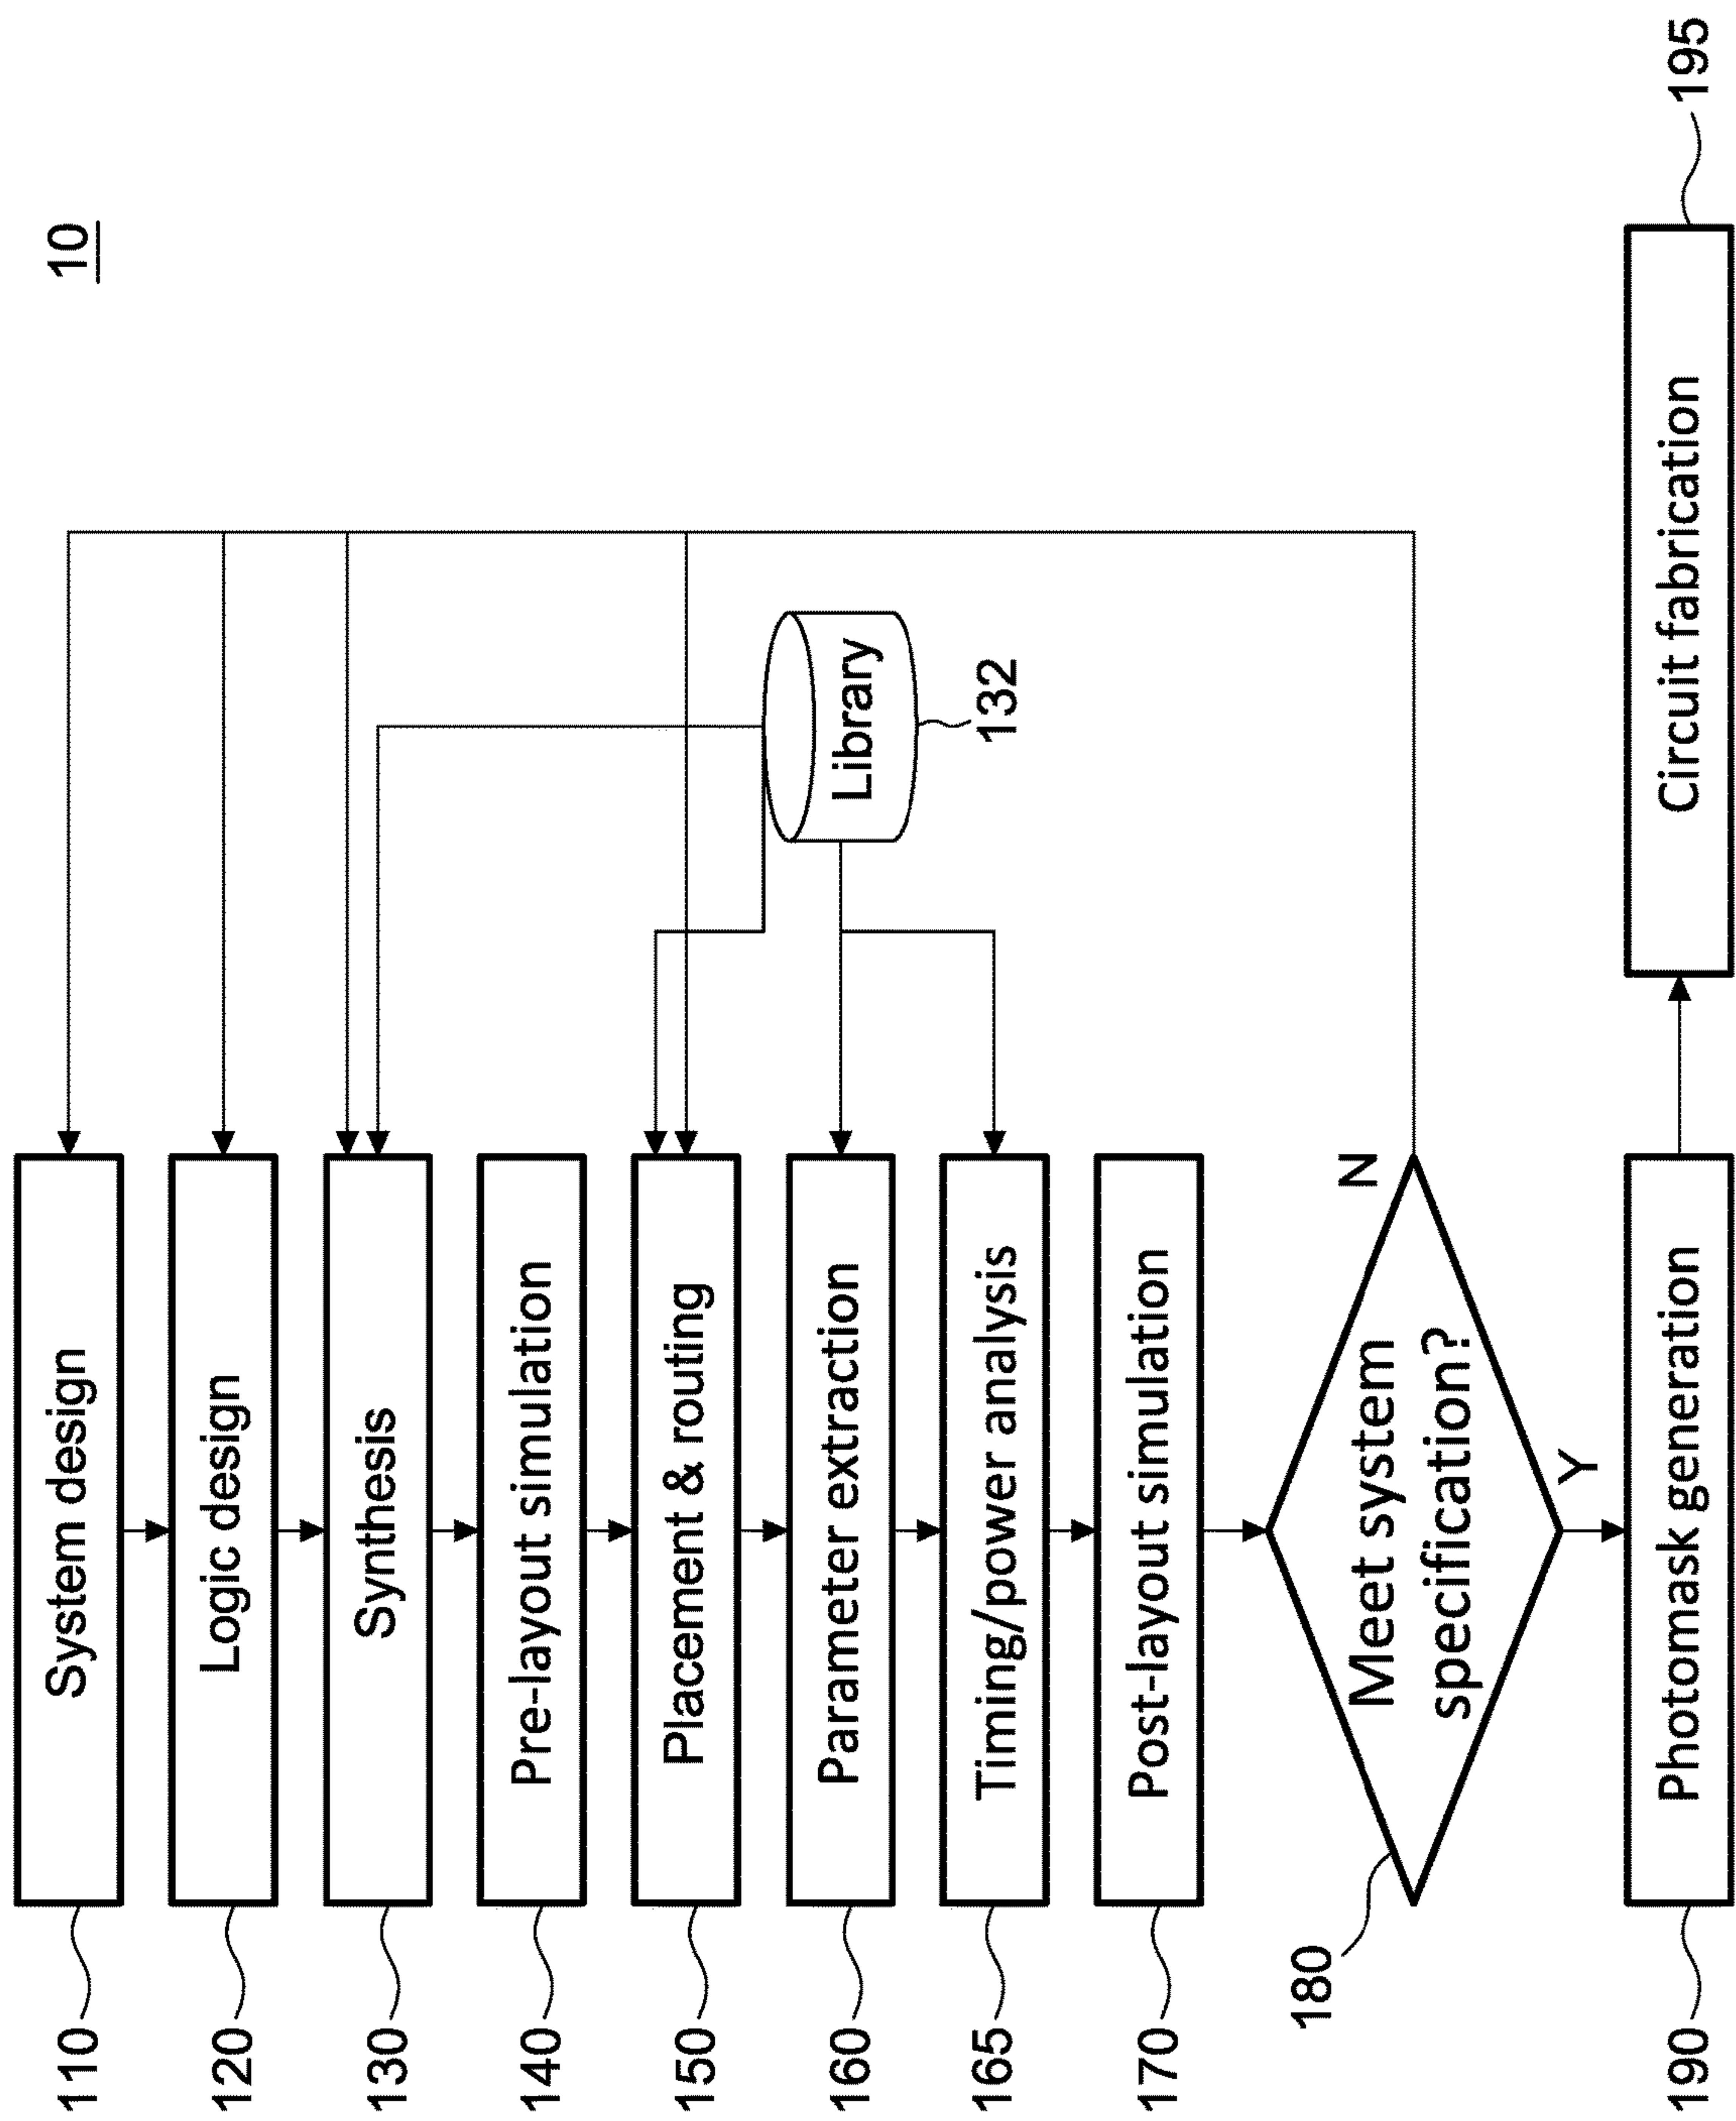 10
110
System design
120
Logic design
130
Synthesis
140
Pre-layout simulation
150
Placement & routing
Library
132
160
Parameter extraction
165
Timing/power analysis
170
Post-layout simulation
180
Meet system
specification?
N
Y
190
Photomask generation
Circuit fabrication
195